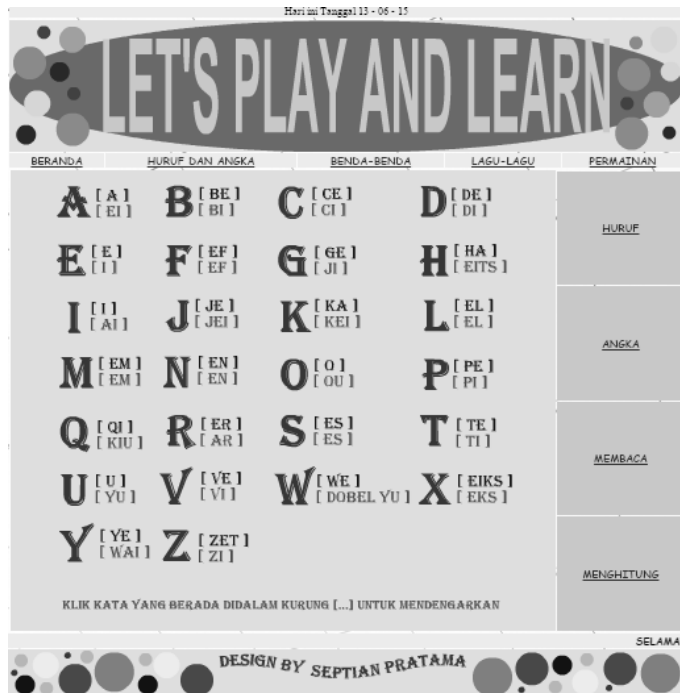 Hari ini Tanggal 13 - 06 - 15
LET'S PLAY AND LEARN
BERANDA HURUF DAN ANGKA BENDA-BENDA LAGU-LAGU PERMAINAN
A [ A ] B [ BE ] C [ CE ] D [ DE ]
[ EI ] [ BI ] [ CI ] [ DI ]
E [ E ] F [ EF ] G [ GE ] H [ HA ]
[ I ] [ EF ] [ JI ] [ EITS ]
I [ I ] J [ JE ] K [ KA ] L [ EL ]
[ AI ] [ JEI ] [ KEI ] [ EL ]
M [ EM ] N [ EN ] O [ O ] P [ PE ]
[ EM ] [ EN ] [ OU ] [ PI ]
Q [ QI ] R [ ER ] S [ ES ] T [ TE ]
[ KIU ] [ AR ] [ ES ] [ TI ]
U [ U ] V [ VE ] W [ WE ] X [ EIKS ]
[ YU ] [ VI ] [ DOBEL YU ] [ EKS ]
Y [ YE ] Z [ ZET ]
[ WAI ] [ ZI ]
KLIK KATA YANG BERADA DIDALAM KURUNG [...] UNTUK MENDENGARKAN
HURUF
ANGKA
MEMBACA
MENGHITUNG
SELAMA
DESIGN BY SEPTIAN PRATAMA